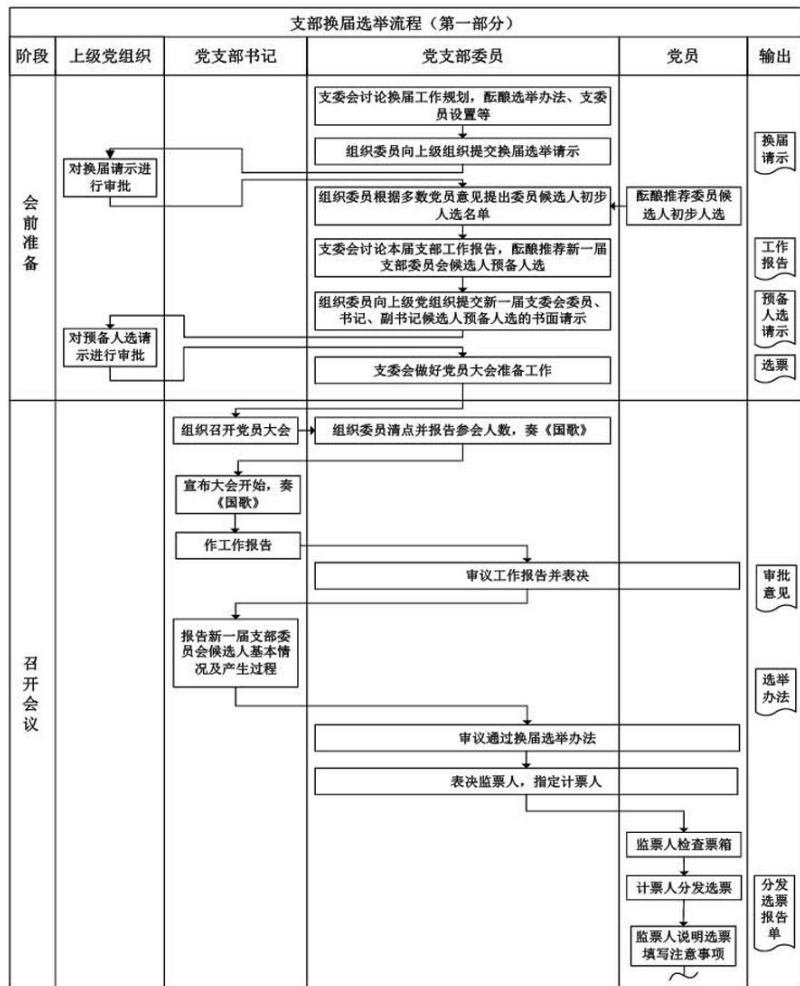 支部换届选举流程（第一部分）
阶段
上级党组织
党支部书记
党支部委员
党员
输出
会
前
准
备
支委会讨论换届工作规划，酝酿选举办法、支委
员设置等
换届
请示
组织委员向上级组织提交换届选举请示
对换届请示进
行审批
组织委员根据多数党员意见提出委员候选人初步
人选名单
酝酿推荐委员候
选人初步人选
支委会讨论本届支部工作报告，酝酿推荐新一届
支部委员会候选人预备人选
工作
报告
组织委员向上级党组织提交新一届支委会委员、
书记、副书记候选人预备人选的书面请示
预备
人选
请示
对预备人选请
示进行审批
支委会做好党员大会准备工作
选票
召
开
会
议
组织召开党员大会
组织委员清点并报告参会人数，奏《国歌》
宣布大会开始，奏
《国歌》
作工作报告
审议工作报告并表决
审批
意见
报告新一届支部委
员会候选人基本情
况及产生过程
选举
办法
审议通过换届选举办法
表决监票人，指定计票人
监票人检查票箱
计票人分发选票
分发
选票
报告
单
监票人说明选票
填写注意事项